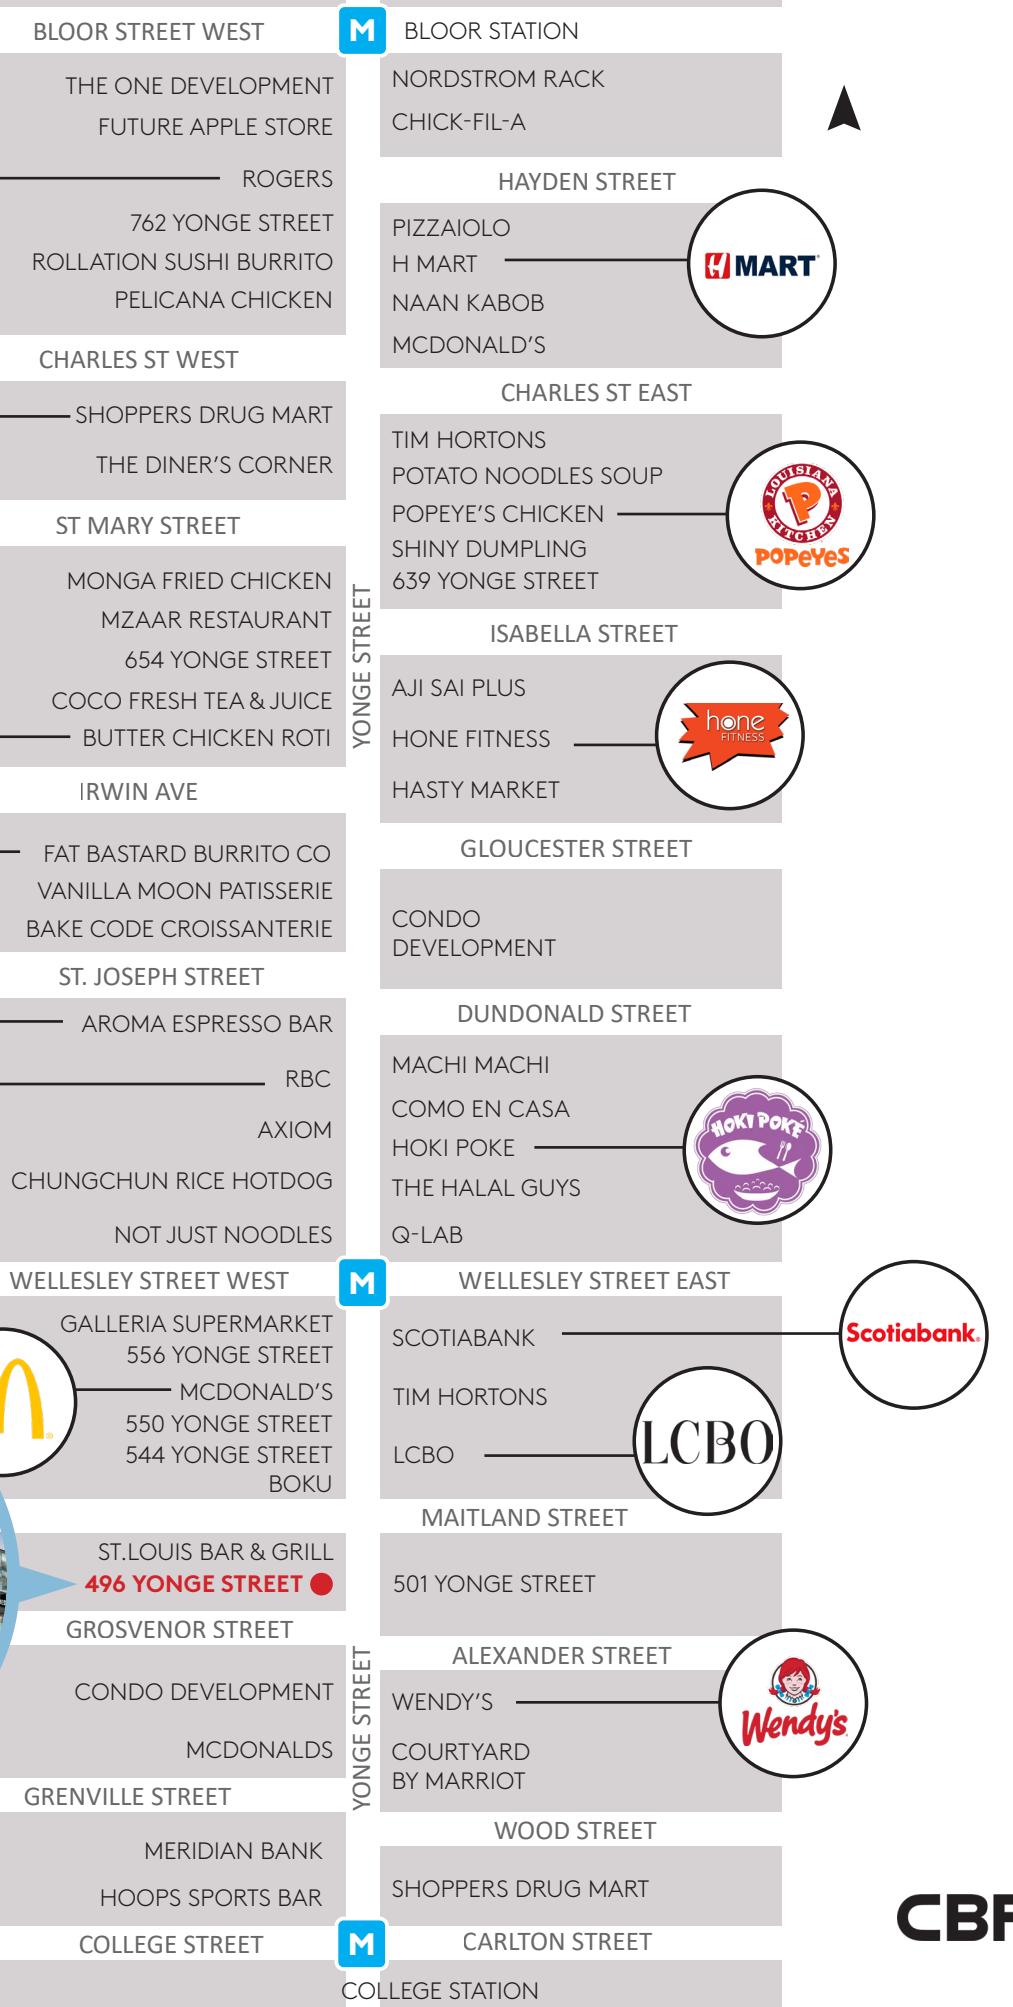 BLOOR STREET WEST
M
BLOOR STATION
THE ONE DEVELOPMENT
FUTURE APPLE STORE
ROGERS
762 YONGE STREET
ROLLATION SUSHI BURRITO
PELICANA CHICKEN
NORDSTROM RACK
CHICK-FIL-A
HAYDEN STREET
PIZZAIOLO
H MART
NAAN KABOB
MCDONALD'S
H MART
CHARLES ST WEST
SHOPPERS DRUG MART
THE DINER'S CORNER
CHARLES ST EAST
TIM HORTONS
POTATO NOODLES SOUP
POPEYE'S CHICKEN
SHINY DUMPLING
639 YONGE STREET
LOUISIANA
P
KITCHEN
POPEYES
ST MARY STREET
MONGA FRIED CHICKEN
MZAAR RESTAURANT
654 YONGE STREET
COCO FRESH TEA & JUICE
BUTTER CHICKEN ROTI
YONGE STREET
ISABELLA STREET
AJI SAI PLUS
HONE FITNESS
HASTY MARKET
hone
FITNESS
IRWIN AVE
FAT BASTARD BURRITO CO
VANILLA MOON PATISSERIE
BAKE CODE CROISSANTERIE
GLOUCESTER STREET
CONDO
DEVELOPMENT
ST. JOSEPH STREET
AROMA ESPRESSO BAR
RBC
AXIOM
CHUNGCHUN RICE HOTDOG
NOT JUST NOODLES
DUNDONALD STREET
MACHI MACHI
COMO EN CASA
HOKI POKE
THE HALAL GUYS
Q-LAB
HOKI POKÉ
WELLESLEY STREET WEST
M
WELLESLEY STREET EAST
GALLERIA SUPERMARKET
556 YONGE STREET
MCDONALD'S
550 YONGE STREET
544 YONGE STREET
BOKU
SCOTIABANK
TIM HORTONS
LCBO
Scotiabank
LCBO
MAITLAND STREET
ST.LOUIS BAR & GRILL
496 YONGE STREET
501 YONGE STREET
GROSVENOR STREET
CONDO DEVELOPMENT
MCDONALDS
YONGE STREET
ALEXANDER STREET
WENDY'S
COURTYARD
BY MARRIOT
Wendy's
GRENVILLE STREET
MERIDIAN BANK
HOOPS SPORTS BAR
WOOD STREET
SHOPPERS DRUG MART
COLLEGE STREET
M
CARLTON STREET
COLLEGE STATION